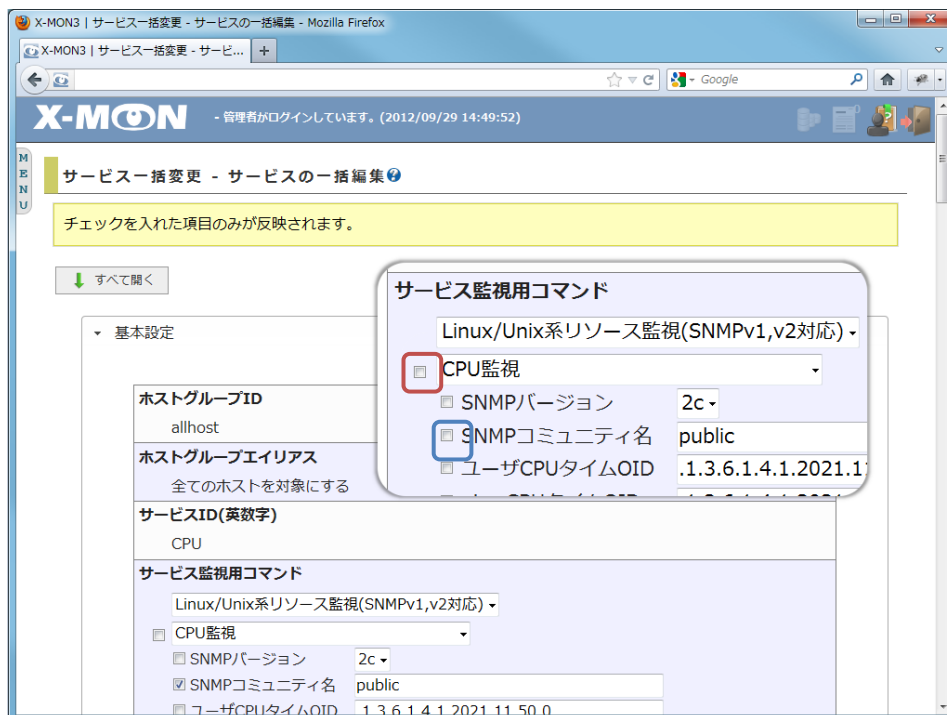 X-MON3 | サービス一括変更 - サービスの一括編集 - Mozilla Firefox
X-MON3 | サービス一括変更 - サービ...
Google
X-MON - 管理者がログインしています。(2012/09/29 14:49:52)
MENU
サービス一括変更 - サービスの一括編集
チェックを入れた項目のみが反映されます。
すべて開く
基本設定
サービス監視用コマンド
Linux/Unix系リソース監視(SNMPv1,v2対応)
CPU監視
SNMPバージョン 2c
SNMPコミュニティ名 public
ユーザCPUタイムOID .1.3.6.1.4.1.2021.11
ホストグループID
allhost
ホストグループエイリアス
全てのホストを対象にする
サービスID(英数字)
CPU
サービス監視用コマンド
Linux/Unix系リソース監視(SNMPv1,v2対応)
CPU監視
SNMPバージョン 2c
SNMPコミュニティ名 public
ユーザCPUタイムOID .1.3.6.1.4.1.2021.11.50.0